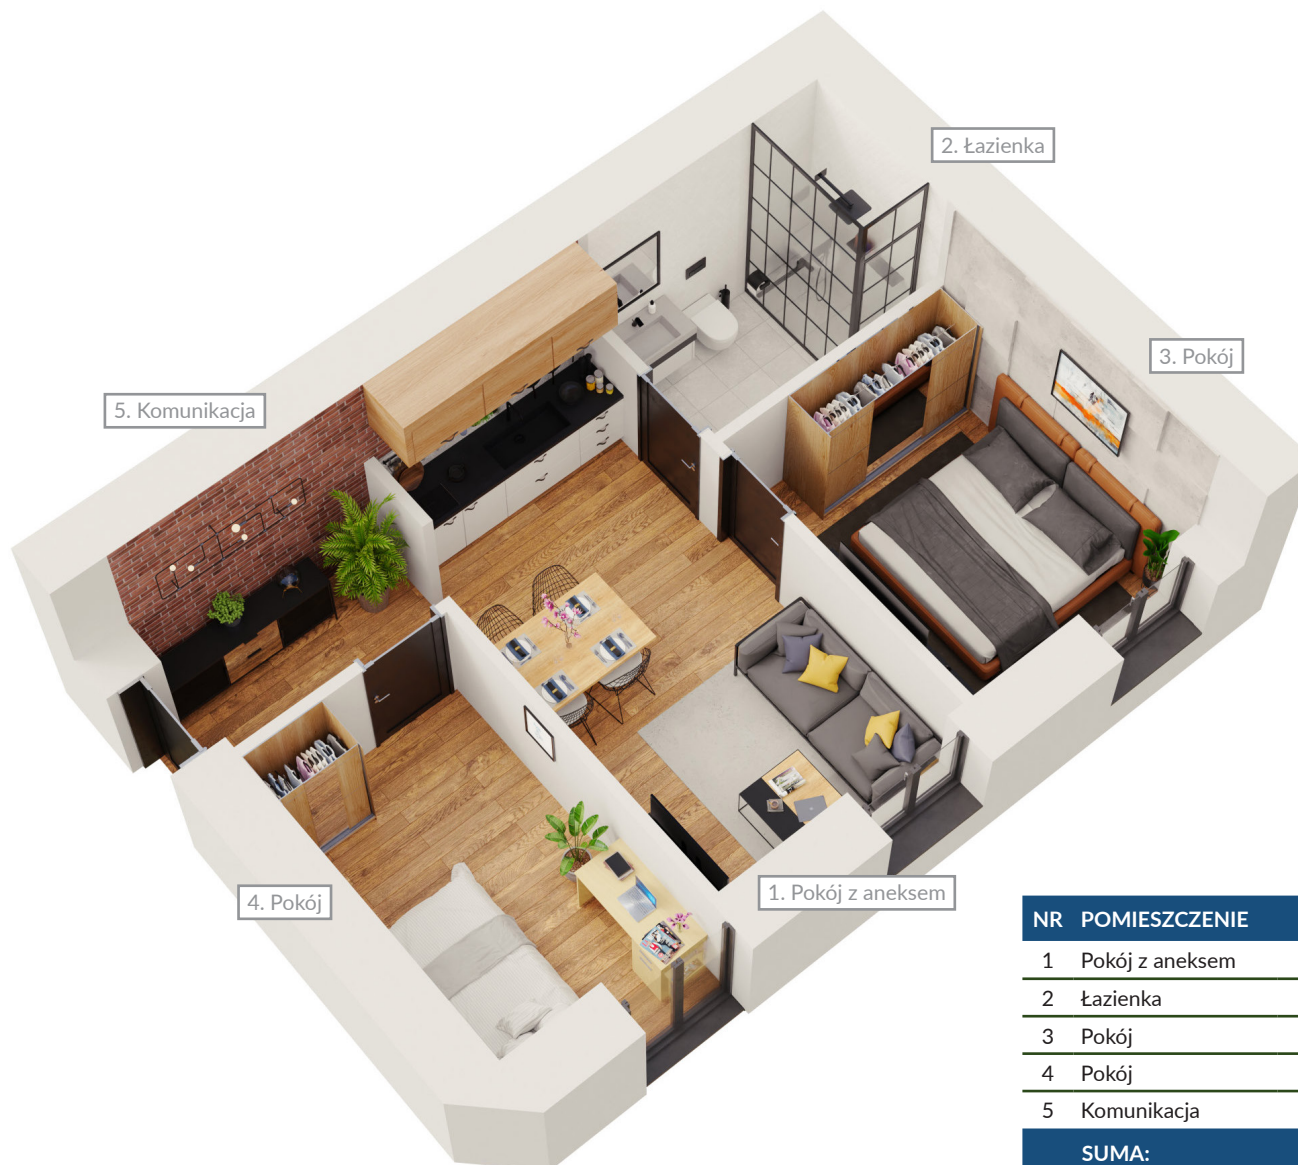 2. Łazienka
3. Pokój
5. Komunikacja
4. Pokój
1. Pokój z aneksem
NR POMIESZCZENIE
1 Pokój z aneksem
2 Łazienka
3 Pokój
4 Pokój
5 Komunikacja
SUMA: